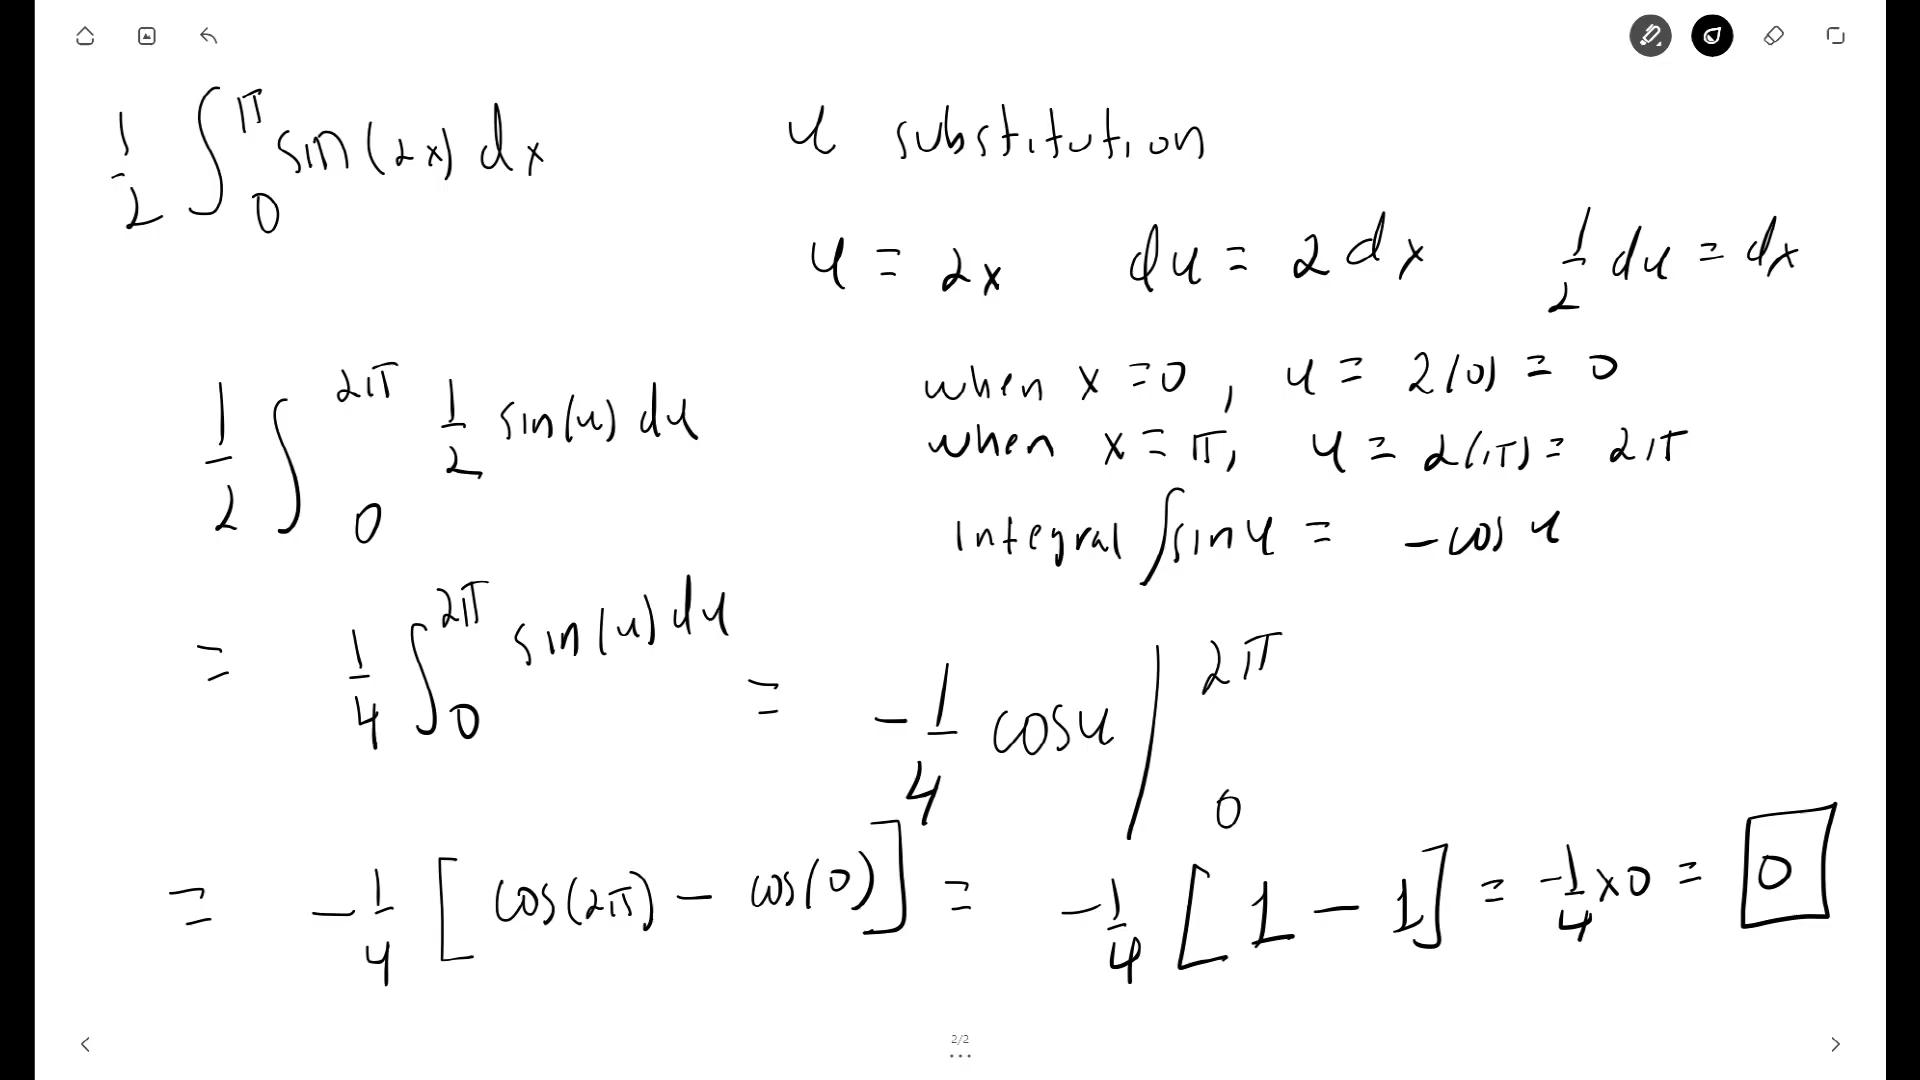 1/2 ∫₀^π sin(2x) dx
u substitution
u = 2x   du = 2dx   1/2 du = dx
1/2 ∫₀^2π 1/2 sin(u) du
when x = 0, u = 2(0) = 0
when x = π, u = 2(π) = 2π
Integral ∫sin u = -cos u
= 1/4 ∫₀^2π sin(u) du = -1/4 cos u |₀^2π
= -1/4 [cos(2π) - cos(0)] = -1/4 [1 - 1] = -1/4 x 0 = 0
2/2